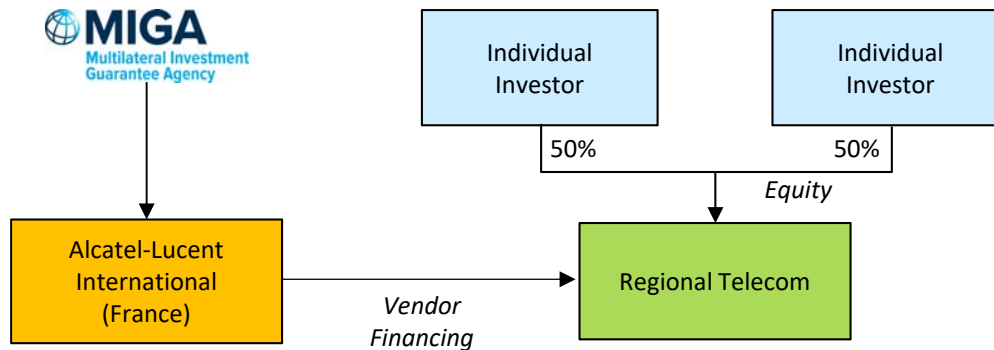 MIGA
Multilateral Investment
Guarantee Agency
Individual
Investor
Individual
Investor
50%
50%
Equity
Alcatel-Lucent
International
(France)
Regional Telecom
Vendor
Financing